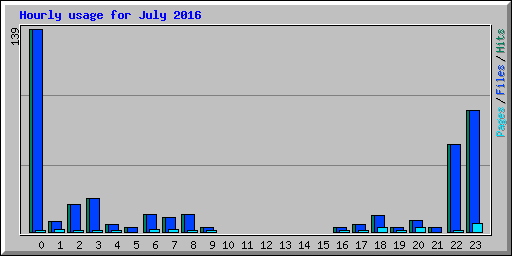 Hourly usage for July 2016
139
Pages/Files/Hits
0 1 2 3 4 5 6 7 8 9 10 11 12 13 14 15 16 17 18 19 20 21 22 23